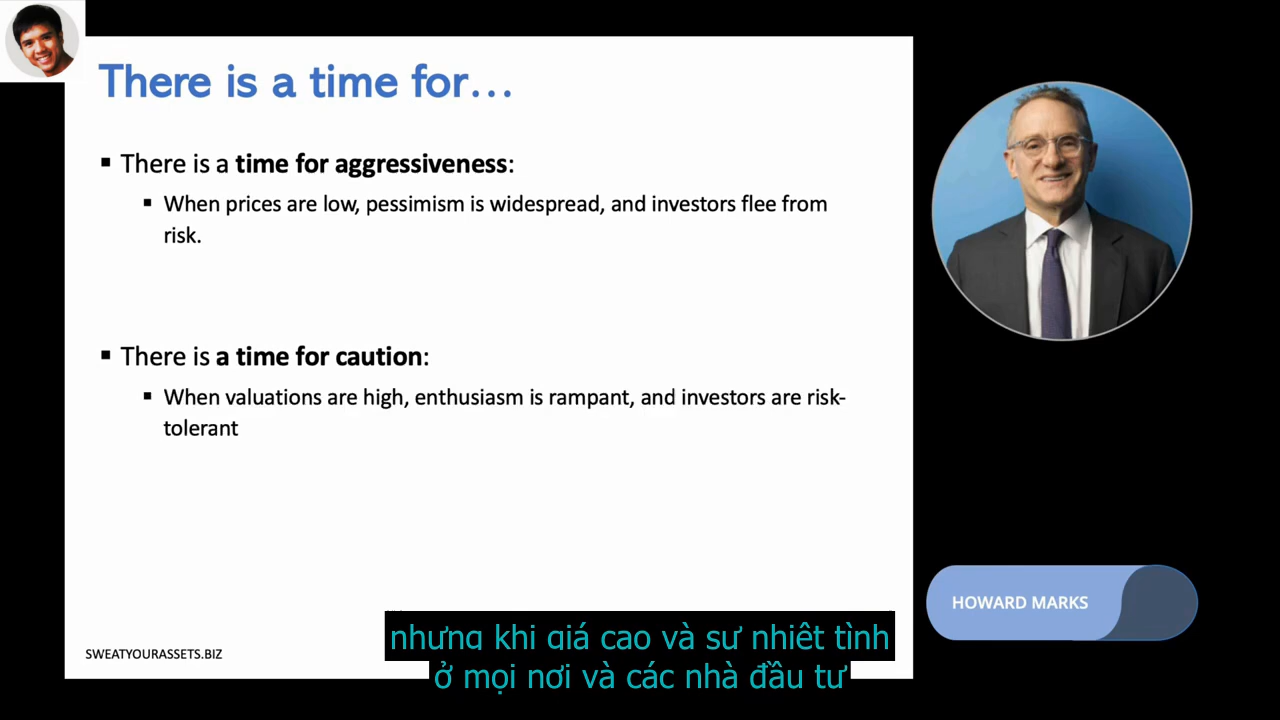 There is a time for...
▪ There is a time for aggressiveness:
▪ When prices are low, pessimism is widespread, and investors flee from
risk.
▪ There is a time for caution:
▪ When valuations are high, enthusiasm is rampant, and investors are risk-
tolerant
HOWARD MARKS
SWEATYOURASSETS.BIZ
nhưng khi giá cao và sự nhiệt tình
ở mọi nơi và các nhà đầu tư